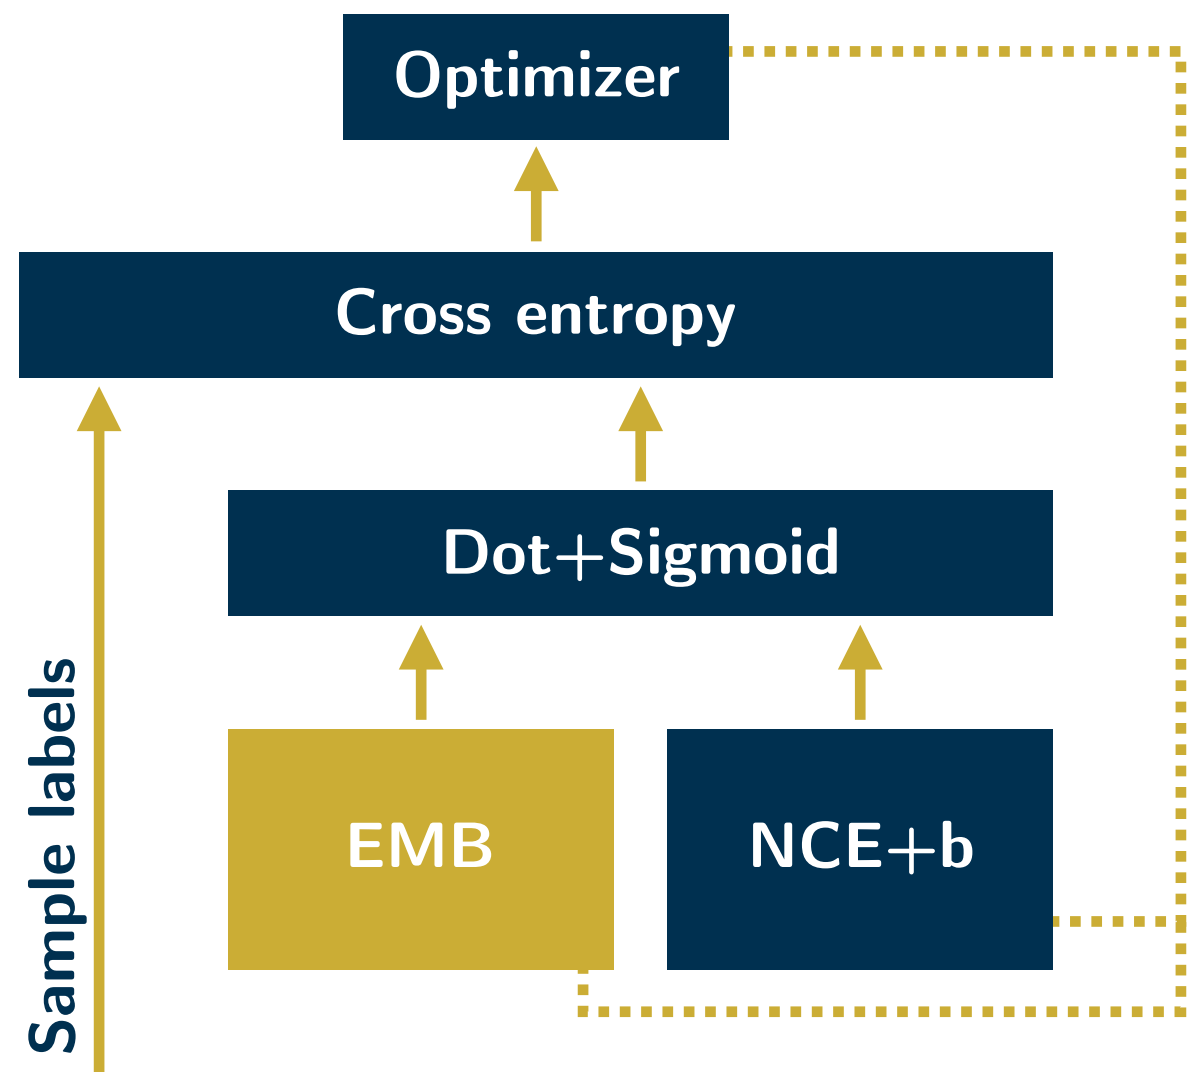 Optimizer
Cross entropy
Dot+Sigmoid
EMB
NCE+b
Sample labels